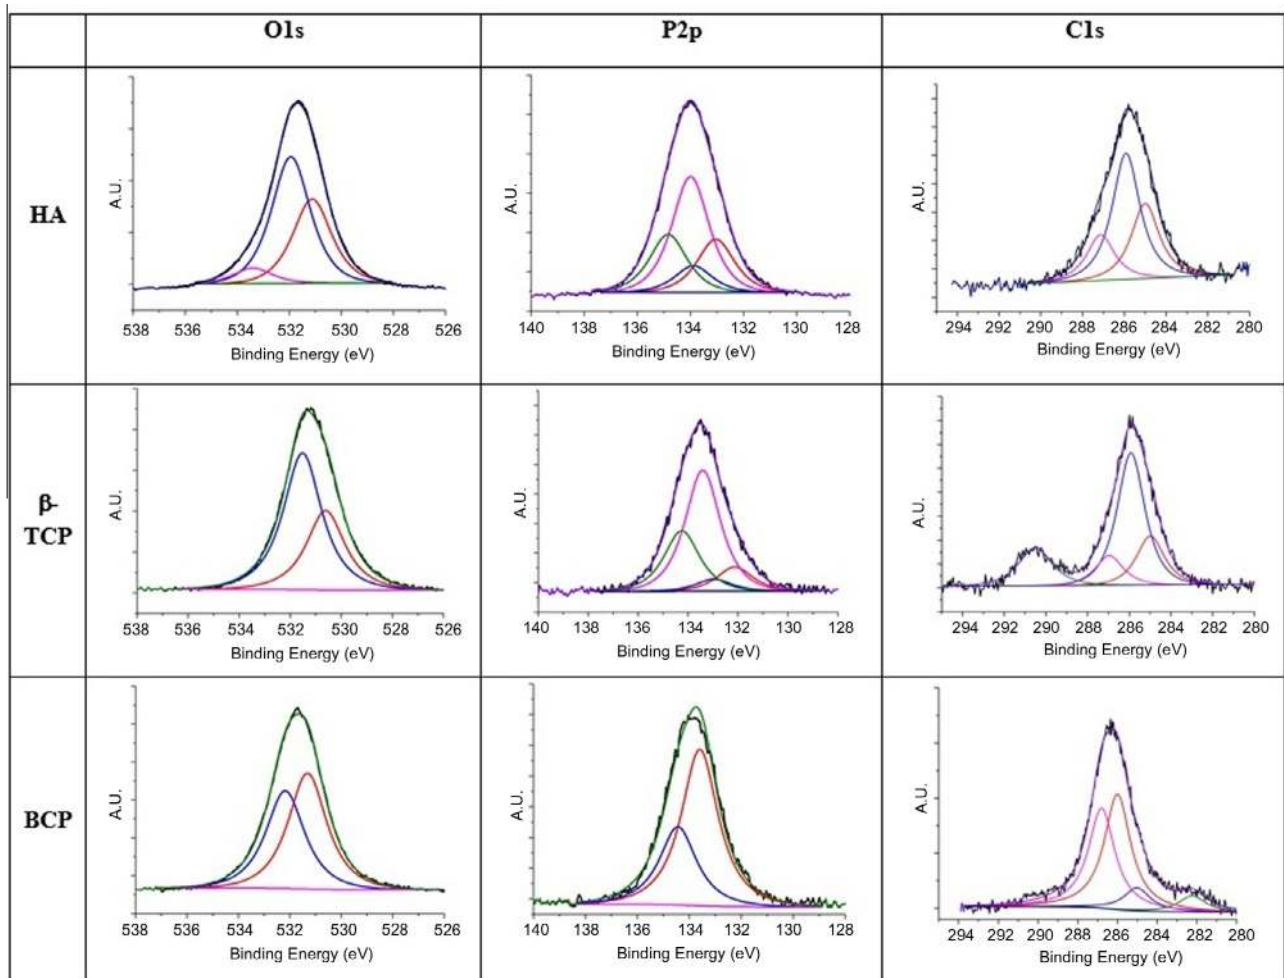 O1s P2p C1s
HA
A.U.
538 536 534 532 530 528 526
Binding Energy (eV)
A.U.
140 138 136 134 132 130 128
Binding Energy (eV)
A.U.
294 292 290 288 286 284 282 280
Binding Energy (eV)
β-
TCP
A.U.
538 536 534 532 530 528 526
Binding Energy (eV)
A.U.
140 138 136 134 132 130 128
Binding Energy (eV)
A.U.
294 292 290 288 286 284 282 280
Binding Energy (eV)
BCP
A.U.
538 536 534 532 530 528 526
Binding Energy (eV)
A.U.
140 138 136 134 132 130 128
Binding Energy (eV)
A.U.
294 292 290 288 286 284 282 280
Binding Energy (eV)